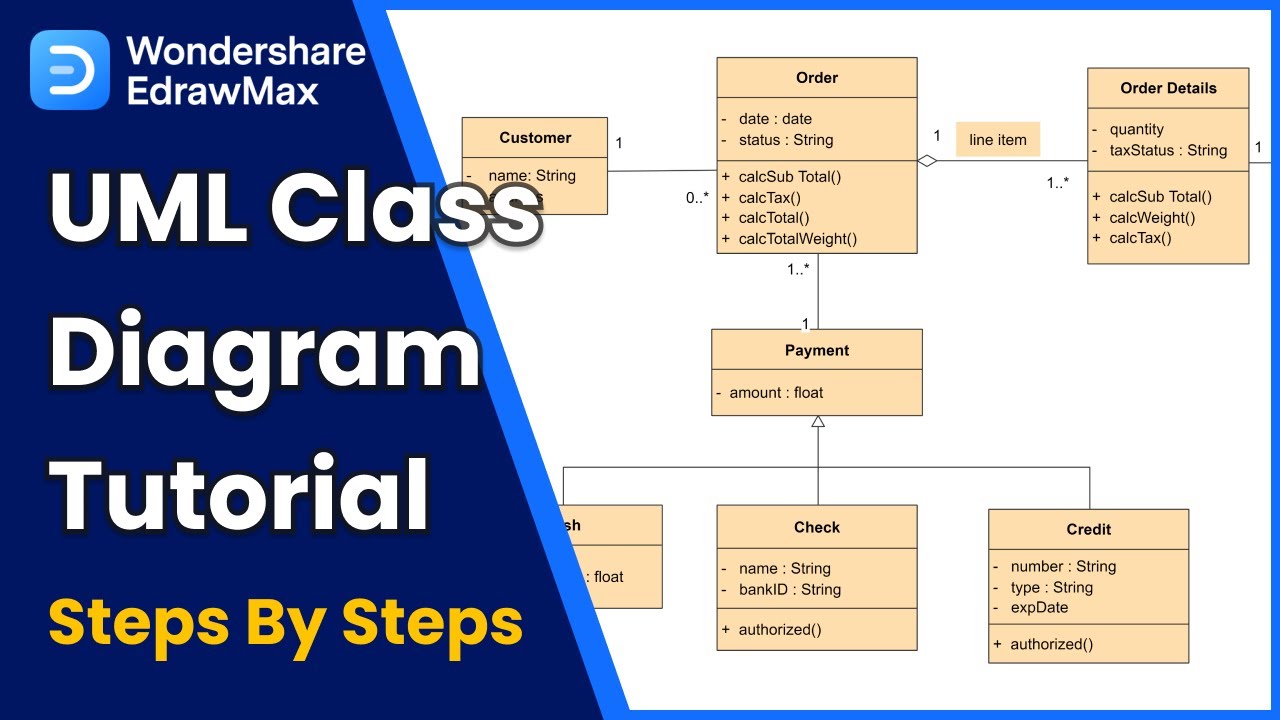 Wondershare
EdrawMax
UML Class
Diagram
Tutorial
Steps By Steps
Customer
- name: String
1
0..*
Order
- date : date
- status : String
+ calcSub Total()
+ calcTax()
+ calcTotal()
+ calcTotalWeight()
1
line item
1..*
Order Details
- quantity
- taxStatus : String
+ calcSub Total()
+ calcWeight()
+ calcTax()
1
1..*
1
Payment
- amount : float
sh
: float
Check
- name : String
- bankID : String
+ authorized()
Credit
- number : String
- type : String
- expDate
+ authorized()